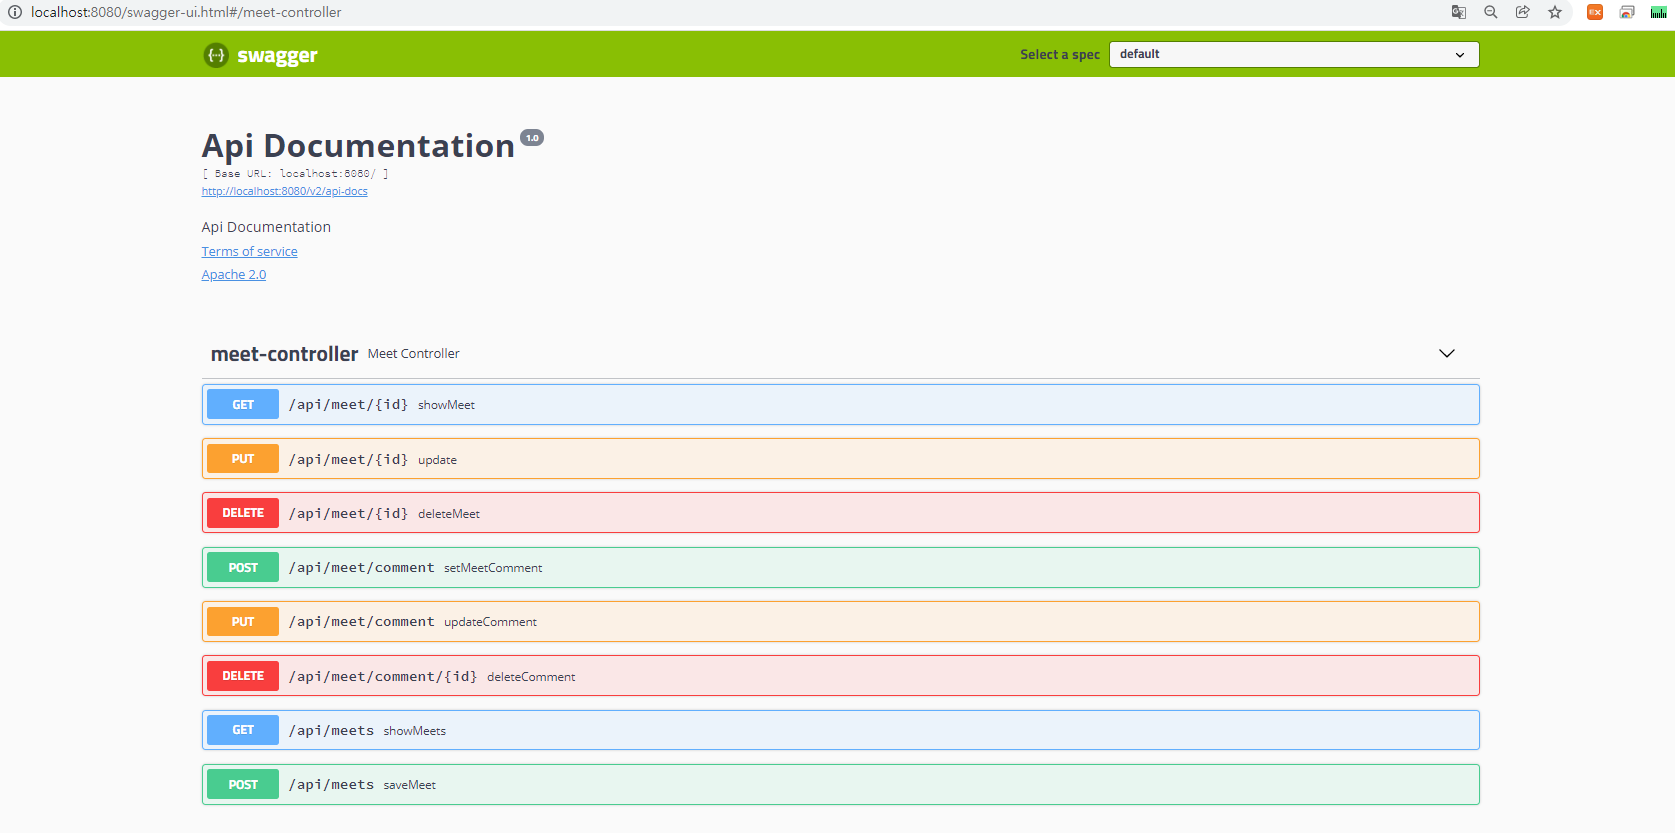 localhost:8080/swagger-ui.html#/meet-controller
{···} swagger Select a spec default
Api Documentation 1.0
[ Base URL: localhost:8080/ ]
http://localhost:8080/v2/api-docs
Api Documentation
Terms of service
Apache 2.0
meet-controller Meet Controller
GET /api/meet/{id} showMeet
PUT /api/meet/{id} update
DELETE /api/meet/{id} deleteMeet
POST /api/meet/comment setMeetComment
PUT /api/meet/comment updateComment
DELETE /api/meet/comment/{id} deleteComment
GET /api/meets showMeets
POST /api/meets saveMeet